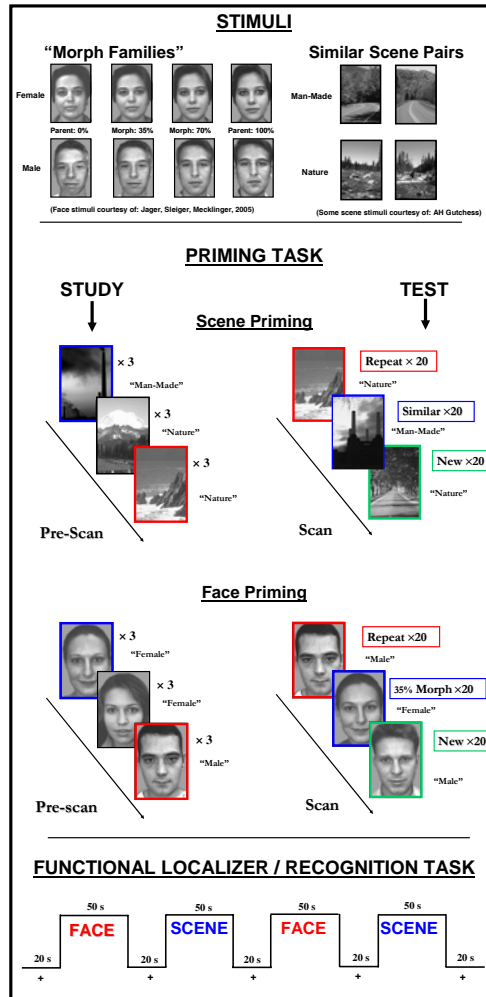 STIMULI
“Morph Families”
Similar Scene Pairs
Female
Man-Made
Parent: 0% Morph: 35% Morph: 70% Parent: 100%
Male
Nature
(Face stimuli courtesy of: Jager, Sleiger, Mecklinger, 2005)
(Some scene stimuli courtesy of: AH Gutchess)
PRIMING TASK
STUDY
TEST
Scene Priming
× 3
“Man-Made”
× 3
“Nature”
× 3
“Nature”
Pre-Scan
Repeat × 20
“Nature”
Similar ×20
“Man-Made”
New ×20
“Nature”
Scan
Face Priming
× 3
“Female”
× 3
“Female”
× 3
“Male”
Pre-scan
Repeat ×20
“Male”
35% Morph ×20
“Female”
New ×20
“Male”
Scan
FUNCTIONAL LOCALIZER / RECOGNITION TASK
50 s 50 s 50 s 50 s
FACE SCENE FACE SCENE
20 s 20 s 20 s 20 s 20 s
+ + + + +